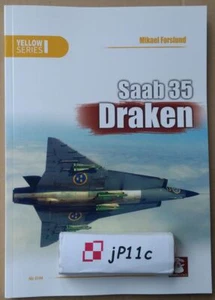 YELLOW
SERIES
Mikael Forslund
Saab 35
Draken
jP11c